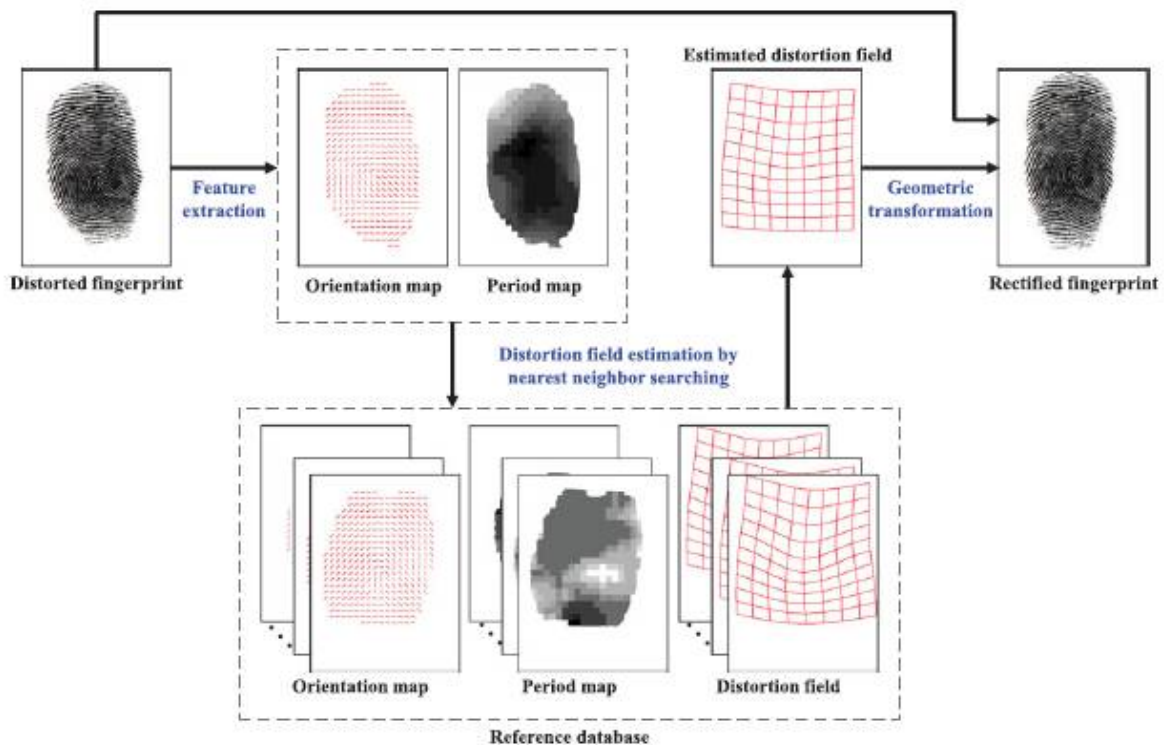 Estimated distortion field
Feature
extraction
Geometric
transformation
Distorted fingerprint
Orientation map
Period map
Rectified fingerprint
Distortion field estimation by
nearest neighbor searching
Orientation map
Period map
Distortion field
Reference database